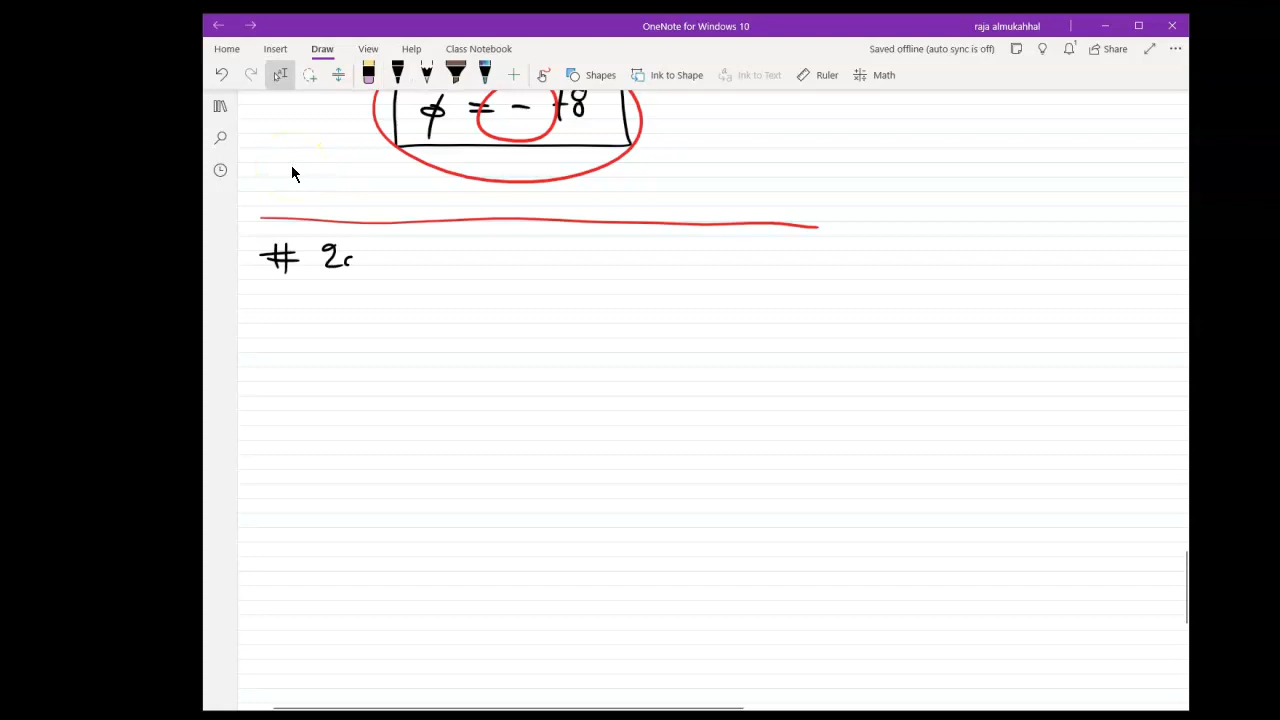 OneNote for Windows 10
raja almukahhal
Home Insert Draw View Help Class Notebook
Saved offline (auto sync is off)
Share
Shapes Ink to Shape Ink to Text Ruler Math
ϕ = - 78
# 2